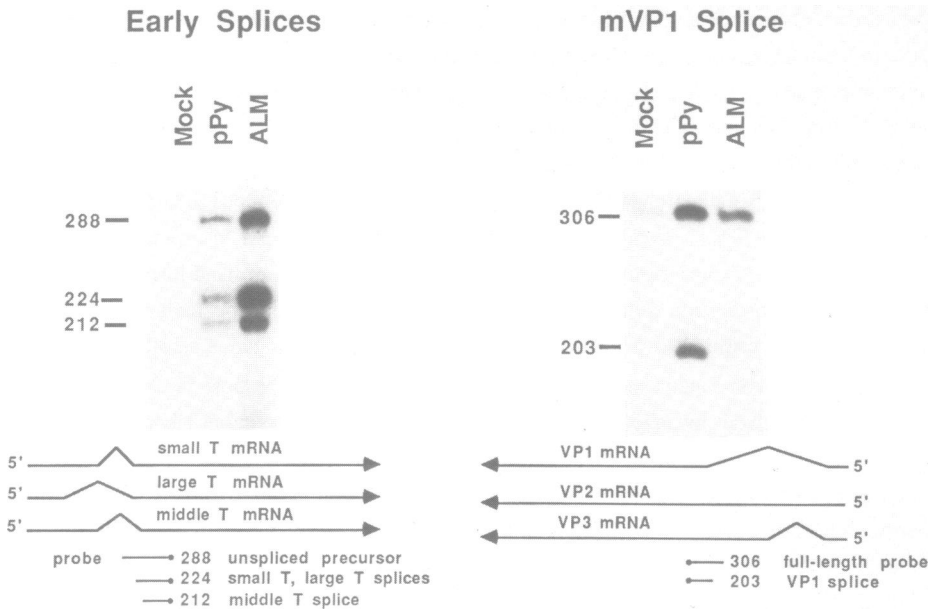 Early Splices
Mock
pPy
ALM
288
224
212
5' small T mRNA
5' large T mRNA
5' middle T mRNA
probe 288 unspliced precursor
224 small T, large T splices
212 middle T splice
mVP1 Splice
Mock
pPy
ALM
306
203
VP1 mRNA 5'
VP2 mRNA 5'
VP3 mRNA 5'
306 full-length probe
203 VP1 splice